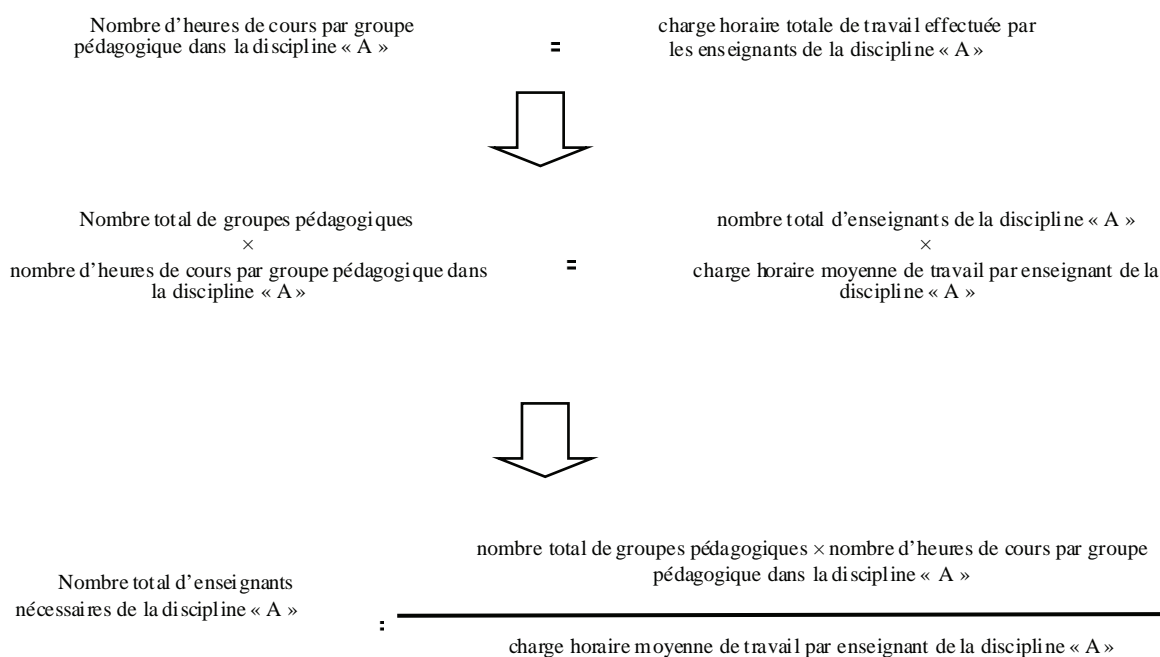 Nombre d'heures de cours par groupe
pédagogique dans la discipline « A »
=
charge horaire totale de travail effectuée par
les enseignants de la discipline « A »
Nombre total de groupes pédagogiques
×
nombre d'heures de cours par groupe pédagogique dans
la discipline « A »
=
nombre total d'enseignants de la discipline « A »
×
charge horaire moyenne de travail par enseignant de la
discipline « A »
Nombre total d'enseignants
nécessaires de la discipline « A »
=
nombre total de groupes pédagogiques × nombre d'heures de cours par groupe
pédagogique dans la discipline « A »
charge horaire moyenne de travail par enseignant de la discipline « A »